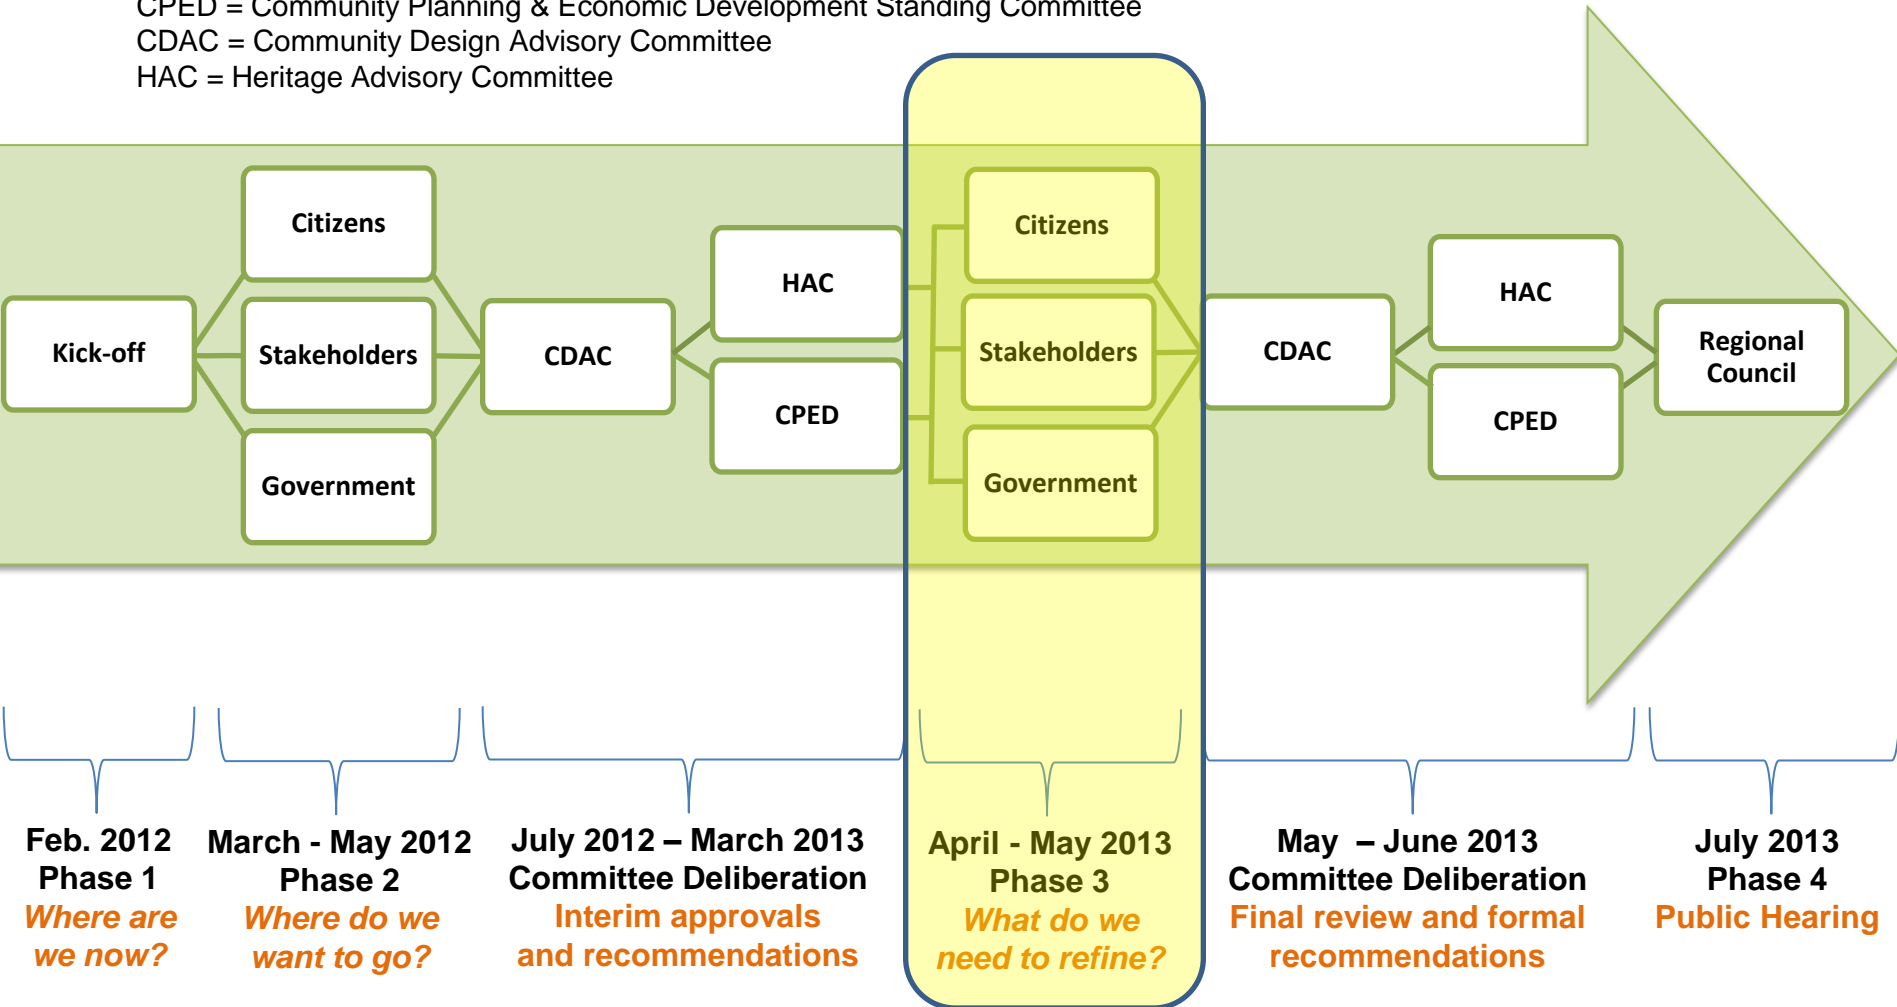 CPED = Community Planning & Economic Development Standing Committee
CDAC = Community Design Advisory Committee
HAC = Heritage Advisory Committee
Kick-off
Citizens
Stakeholders
Government
CDAC
HAC
CPED
Citizens
Stakeholders
Government
CDAC
HAC
CPED
Regional
Council
Feb. 2012
Phase 1
Where are
we now?
March - May 2012
Phase 2
Where do we
want to go?
July 2012 – March 2013
Committee Deliberation
Interim approvals
and recommendations
April - May 2013
Phase 3
What do we
need to refine?
May – June 2013
Committee Deliberation
Final review and formal
recommendations
July 2013
Phase 4
Public Hearing